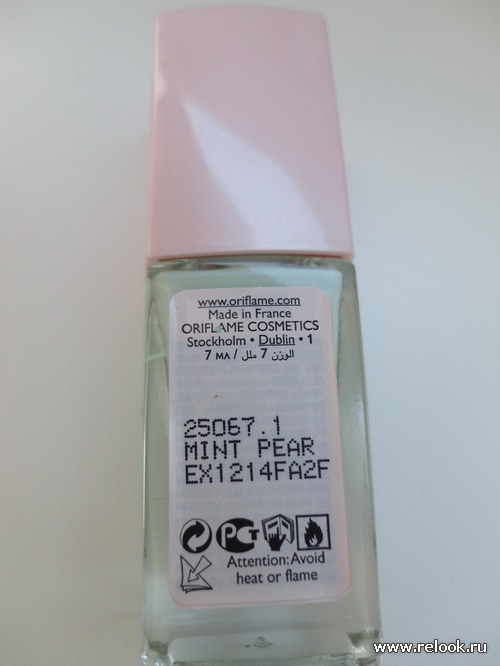 www.oriflame.com
Made in France
ORIFLAME COSMETICS
Stockholm • Dublin • 1
7 мл / الوزن 7 ملل
25067.1
MINT PEAR
EX1214FA2F
РСТ
Attention: Avoid
heat or flame
www.relook.ru